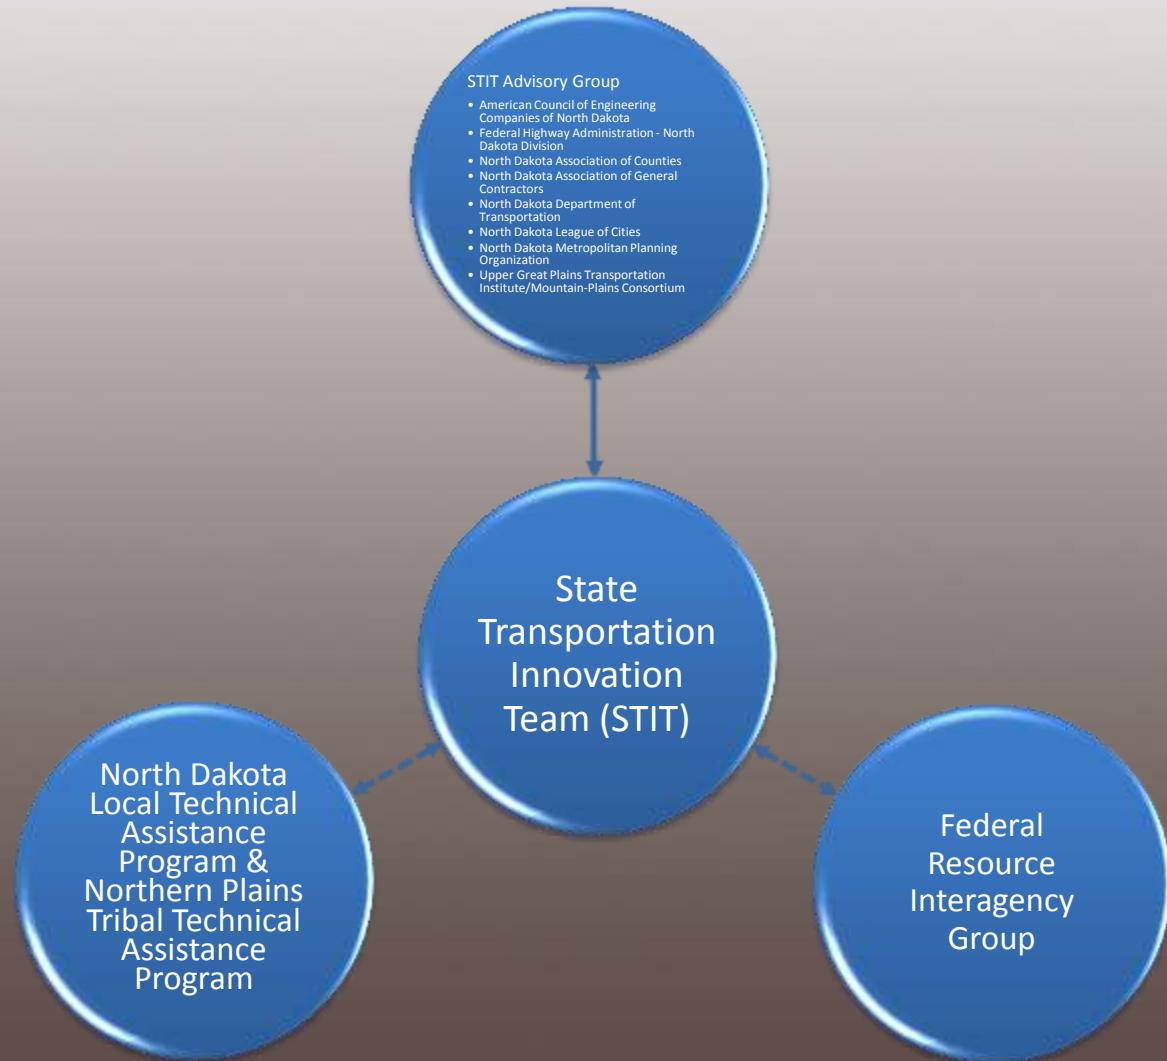 STIT Advisory Group
• American Council of Engineering
Companies of North Dakota
• Federal Highway Administration - North
Dakota Division
• North Dakota Association of Counties
• North Dakota Association of General
Contractors
• North Dakota Department of
Transportation
• North Dakota League of Cities
• North Dakota Metropolitan Planning
Organization
• Upper Great Plains Transportation
Institute/Mountain-Plains Consortium
State
Transportation
Innovation
Team (STIT)
North Dakota
Local Technical
Assistance
Program &
Northern Plains
Tribal Technical
Assistance
Program
Federal
Resource
Interagency
Group